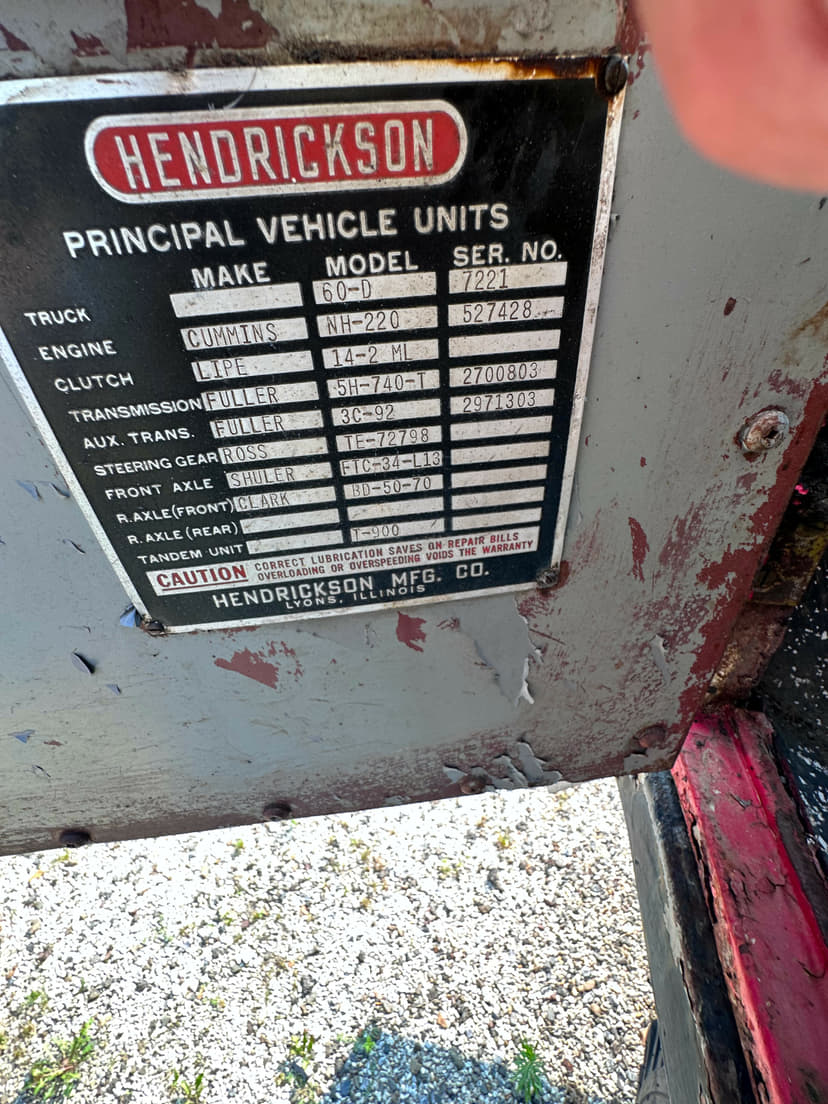 HENDRICKSON
PRINCIPAL VEHICLE UNITS
MAKE MODEL SER. NO.
TRUCK 60-D 7221
ENGINE CUMMINS NH-220 527428
CLUTCH LIPE 14-2 ML
TRANSMISSION FULLER 5H-740-T 2700803
AUX. TRANS. FULLER 3C-92 2971303
STEERING GEAR ROSS TE-72798
FRONT AXLE SHULER FTC-34-L13
R.AXLE(FRONT) CLARK BD-50-70
R.AXLE(REAR)
TANDEM UNIT T-900
CAUTION CORRECT LUBRICATION SAVES ON REPAIR BILLS
OVERLOADING OR OVERSPEEDING VOIDS THE WARRANTY
HENDRICKSON MFG. CO.
LYONS, ILLINOIS